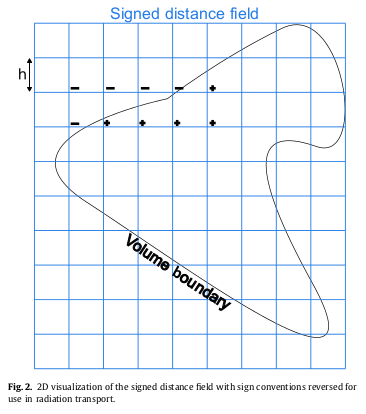 Signed distance field
h
- - - - +
- + + + +
Volume boundary
Fig. 2. 2D visualization of the signed distance field with sign conventions reversed for
use in radiation transport.